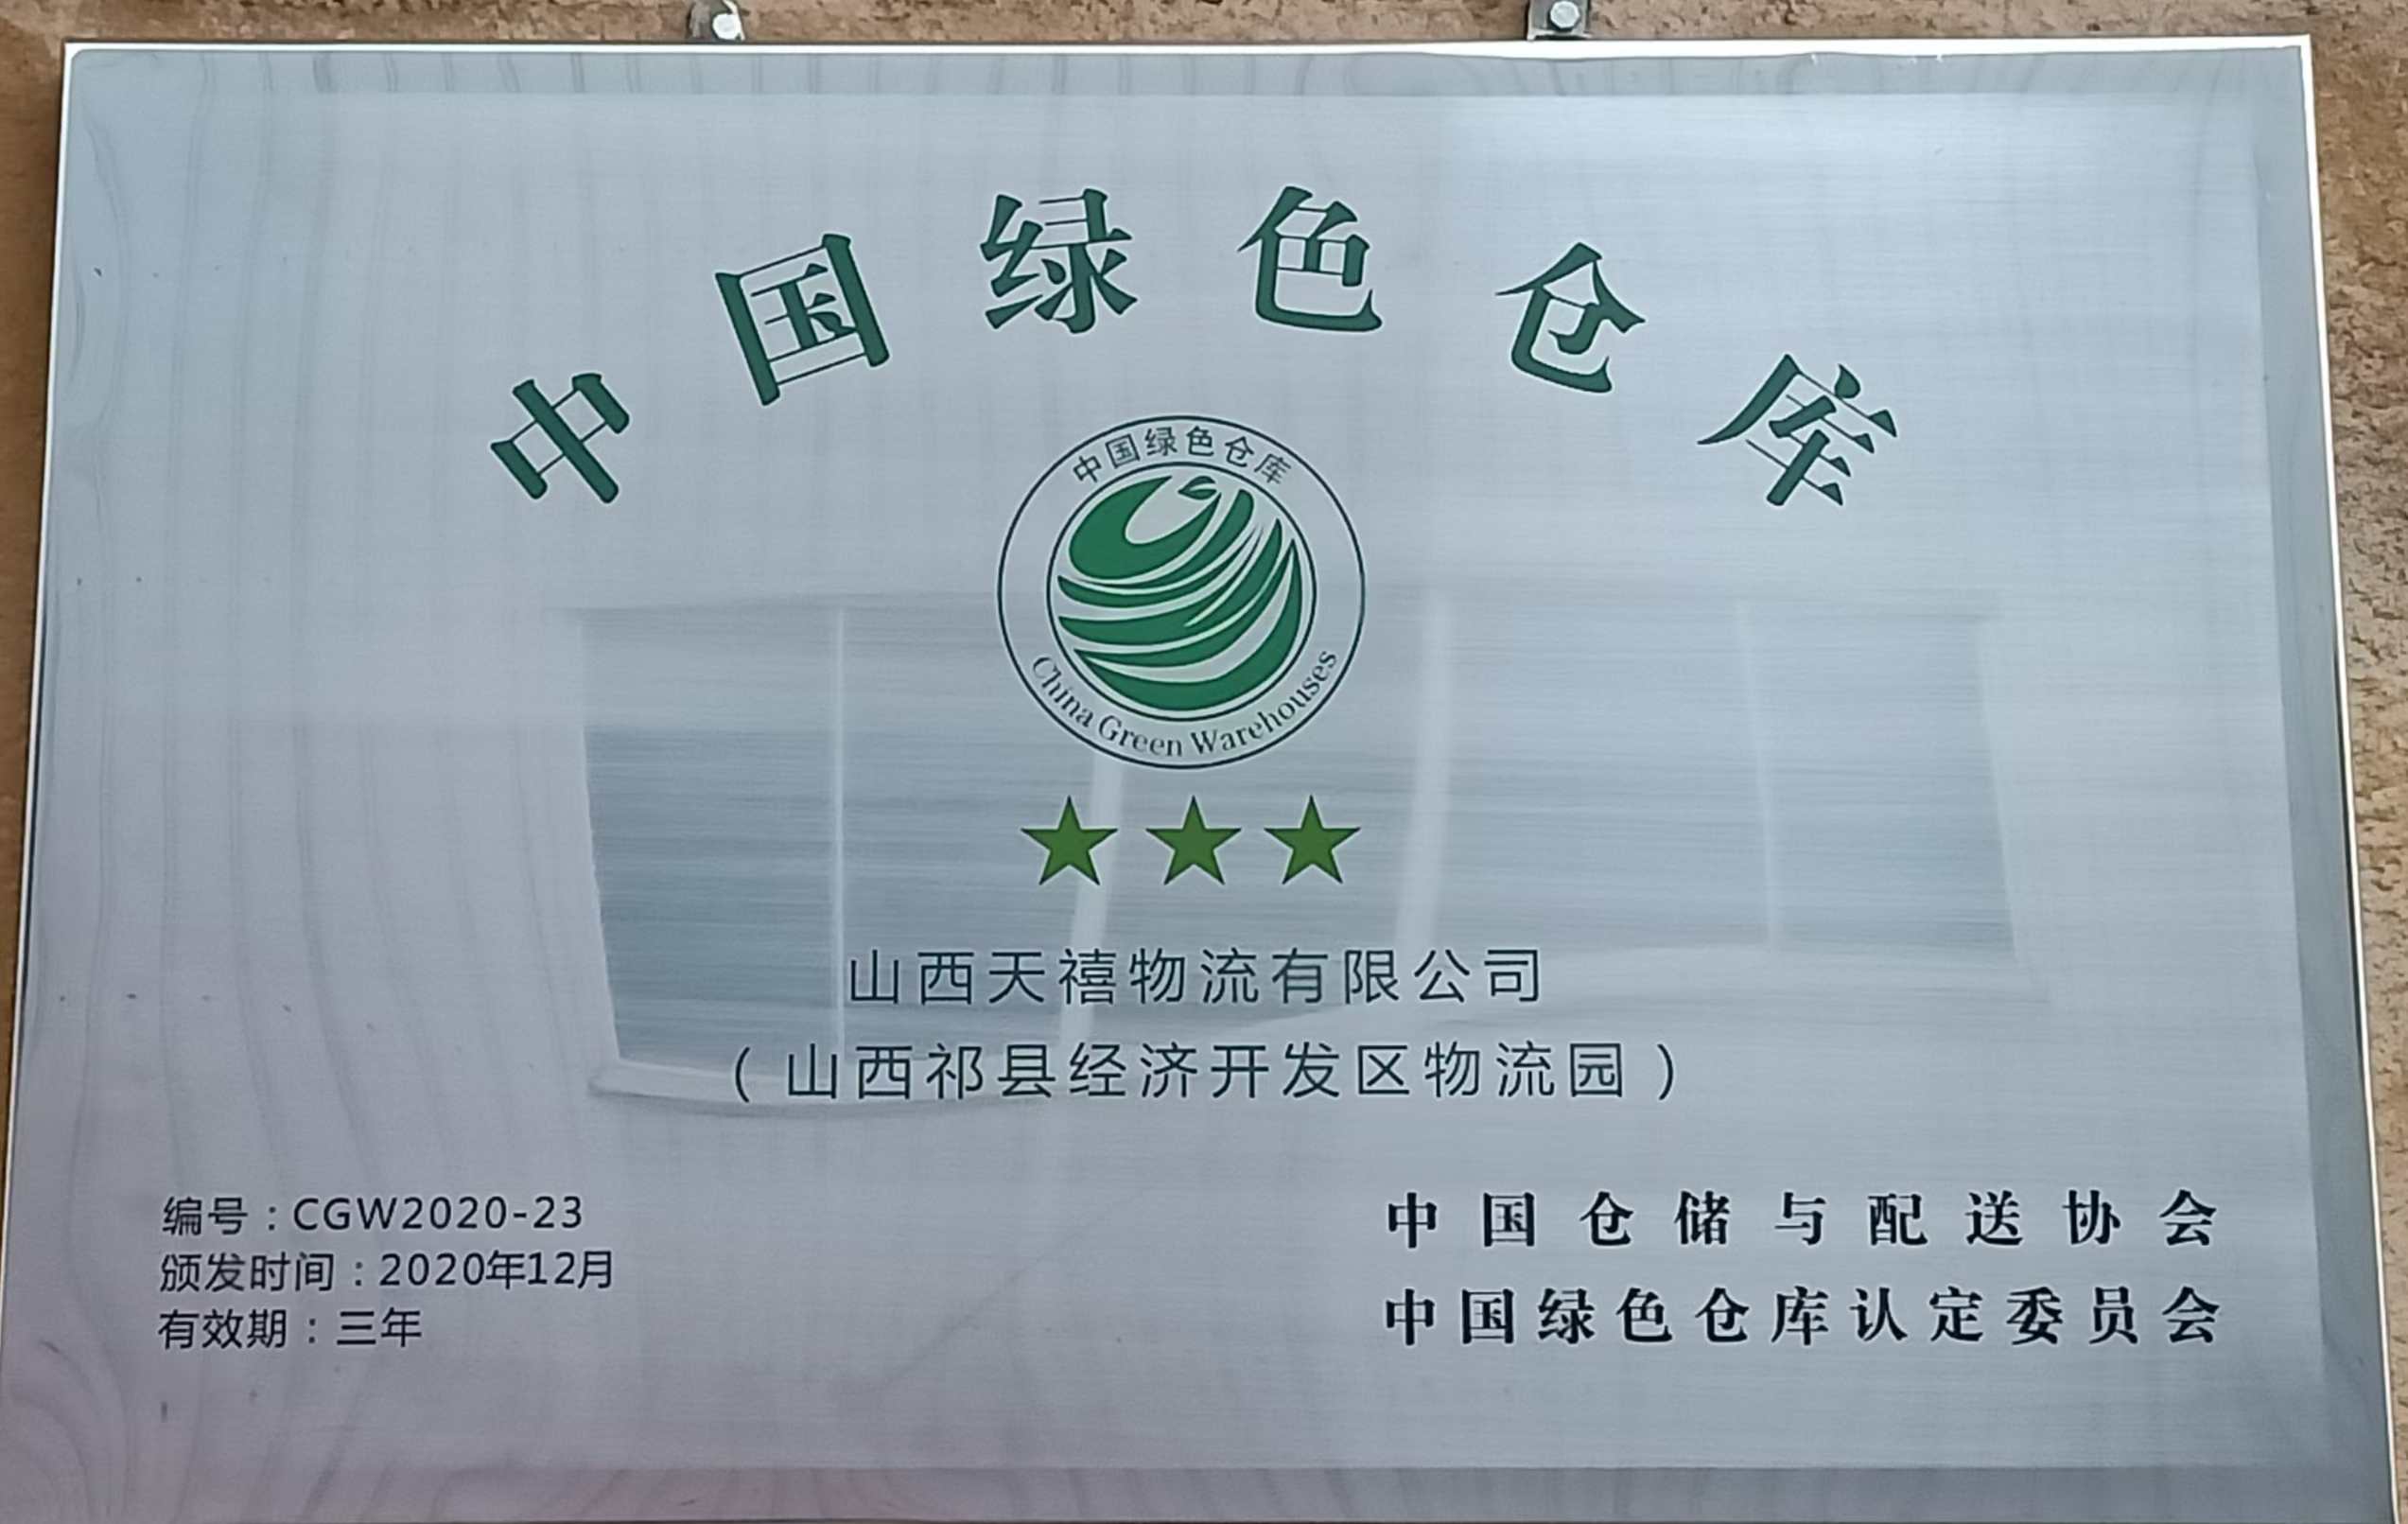 中国绿色仓库
中国绿色仓库
China Green Warehouses
山西天禧物流有限公司
（山西祁县经济开发区物流园）
编号：CGW2020-23
颁发时间：2020年12月
有效期：三年
中国仓储与配送协会
中国绿色仓库认定委员会